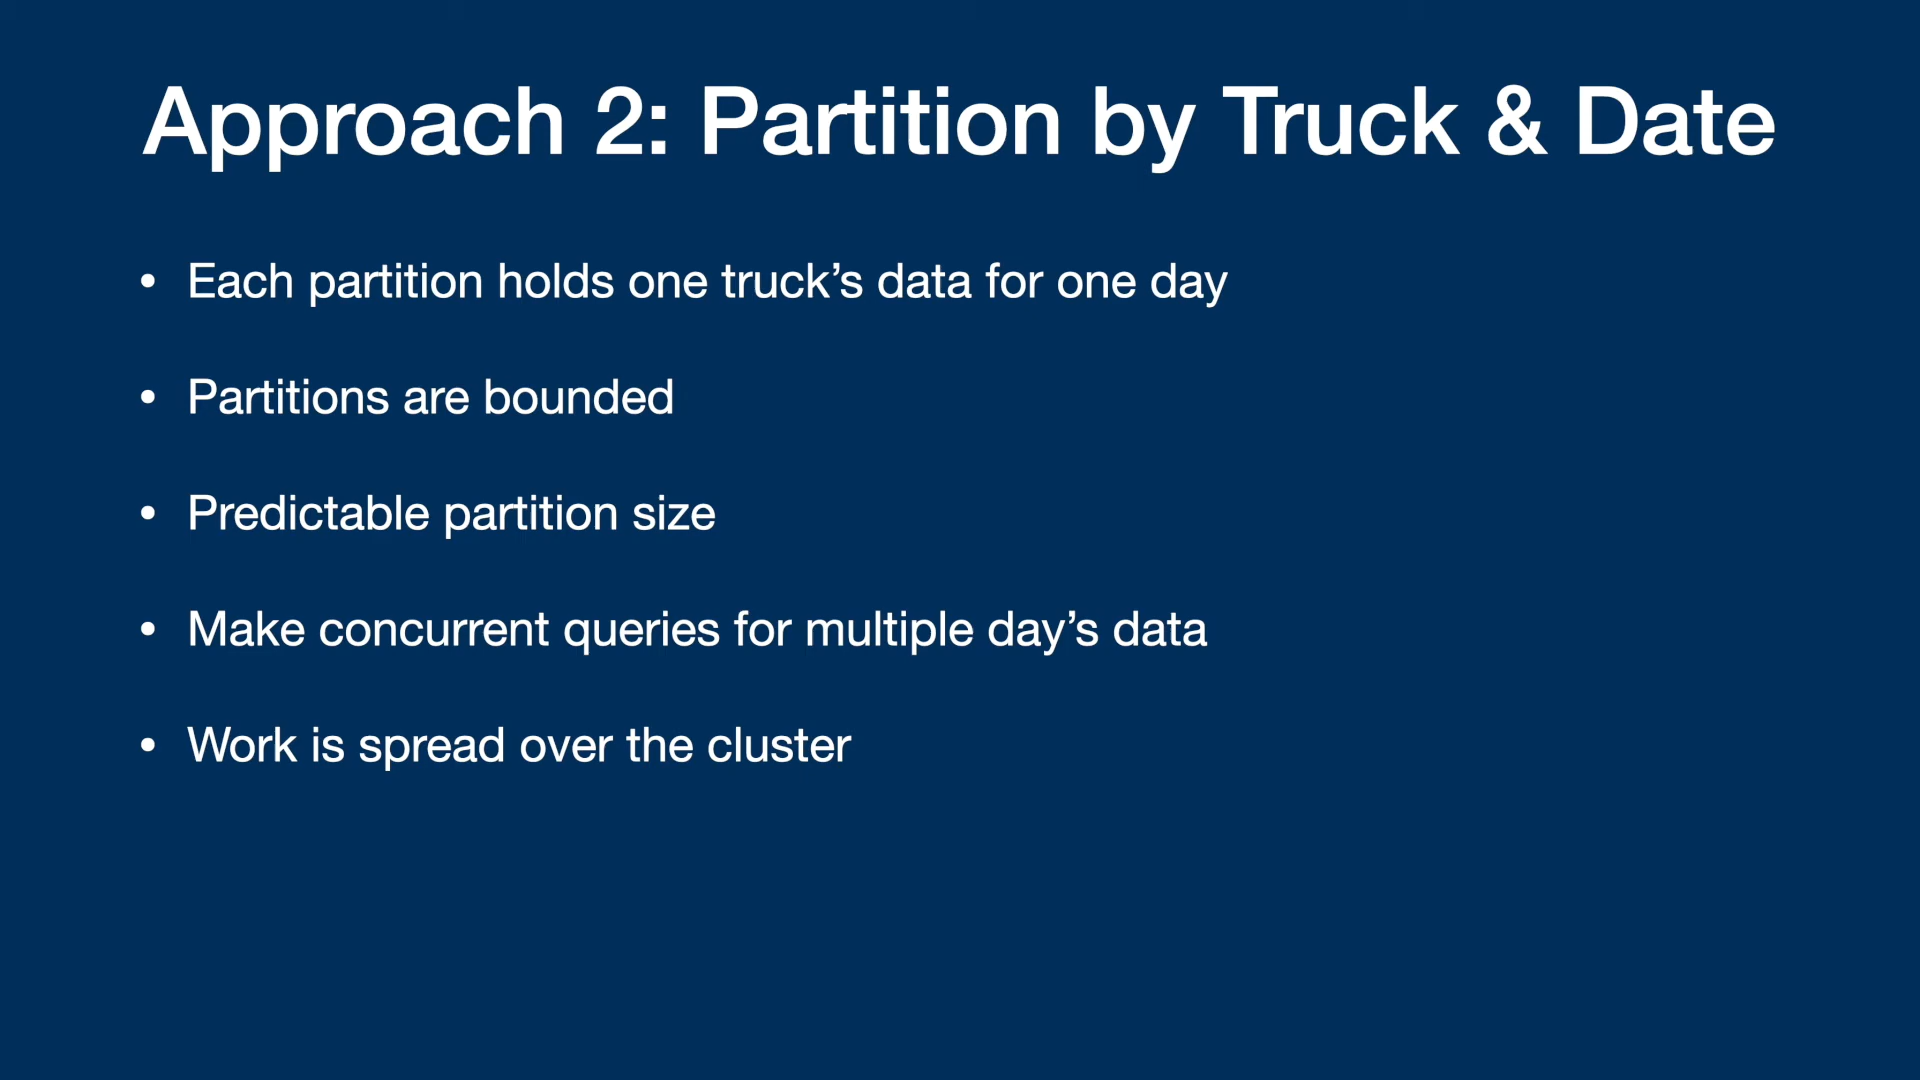 Approach 2: Partition by Truck & Date
• Each partition holds one truck’s data for one day
• Partitions are bounded
• Predictable partition size
• Make concurrent queries for multiple day’s data
• Work is spread over the cluster